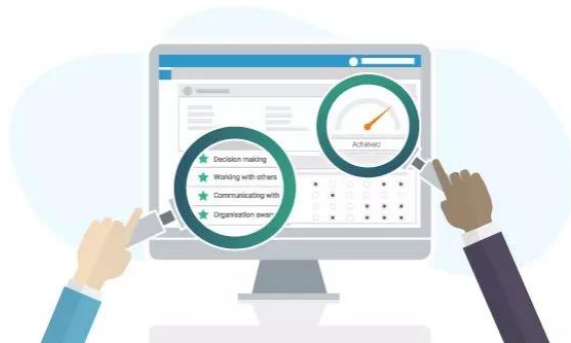 Achieved
Decision making
Working with others
Communicating with
Organisation awar